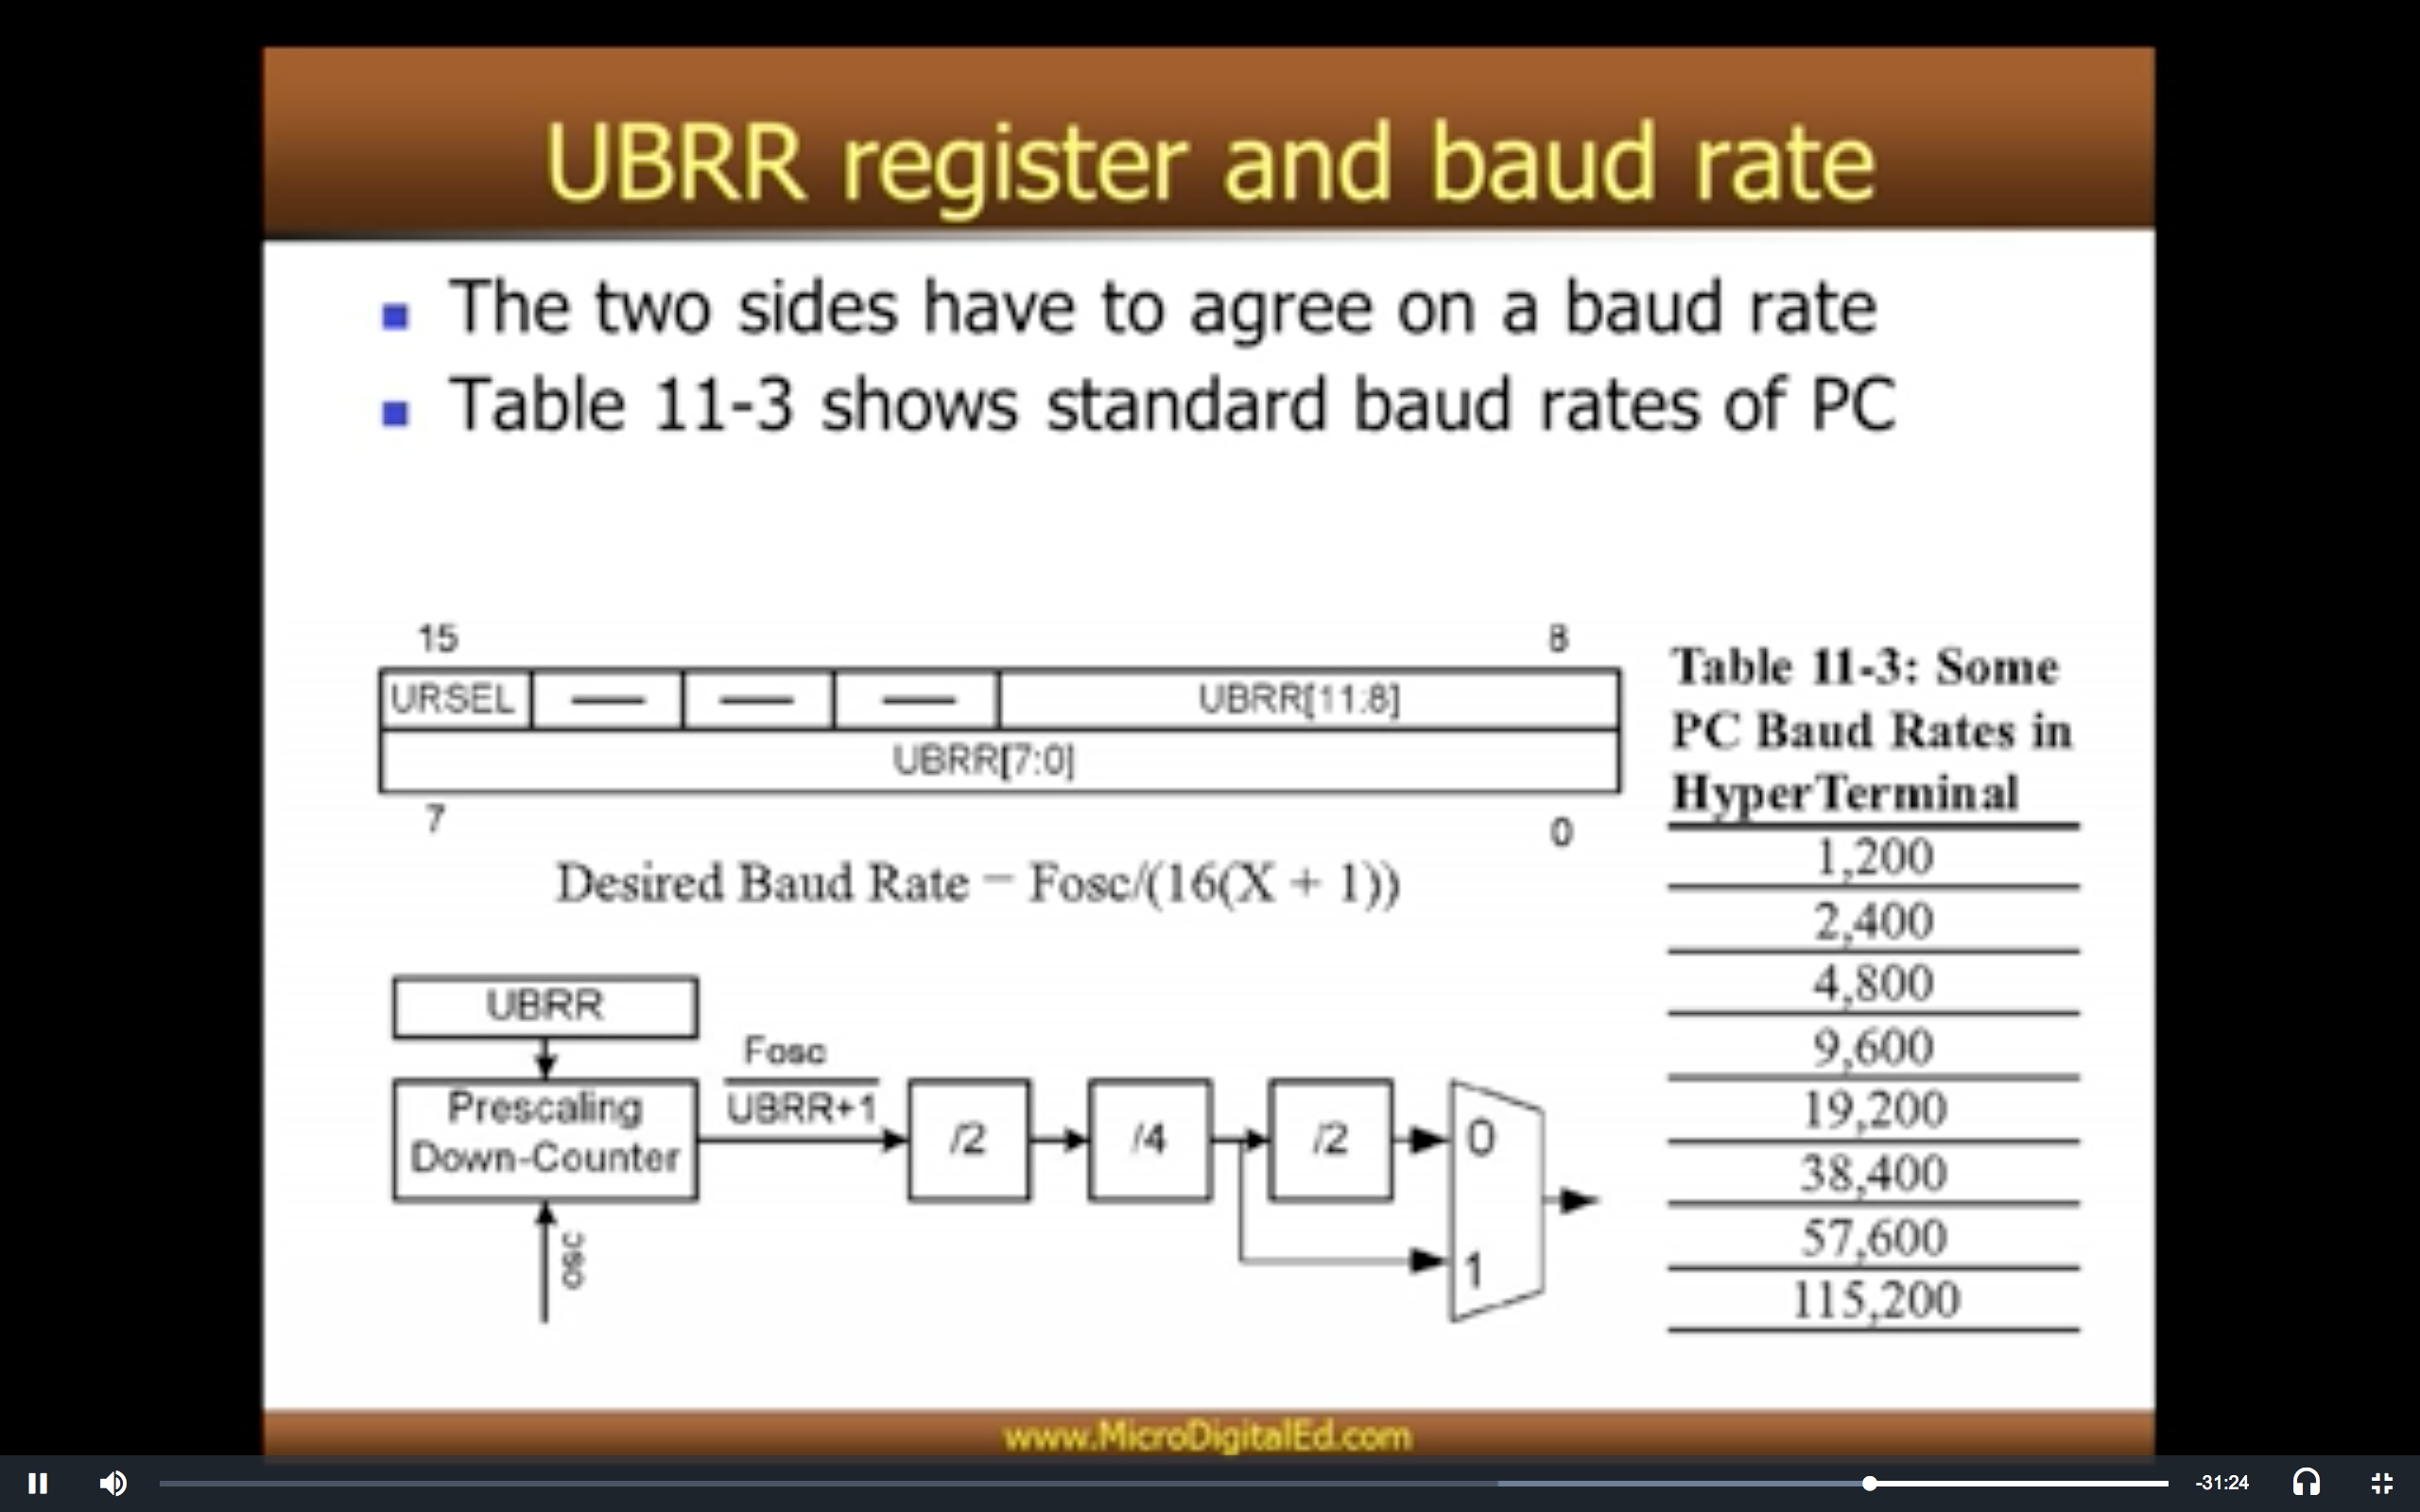 UBRR register and baud rate
The two sides have to agree on a baud rate
Table 11-3 shows standard baud rates of PC
15 8
URSEL — — — UBRR[11:8]
UBRR[7:0]
7 0
Desired Baud Rate = Fosc/(16(X + 1))
UBRR
Prescaling
Down-Counter
osc
Fosc
UBRR+1
/2 /4 /2 0
1
Table 11-3: Some
PC Baud Rates in
HyperTerminal
1,200
2,400
4,800
9,600
19,200
38,400
57,600
115,200
www.MicroDigitalEd.com
-31:24